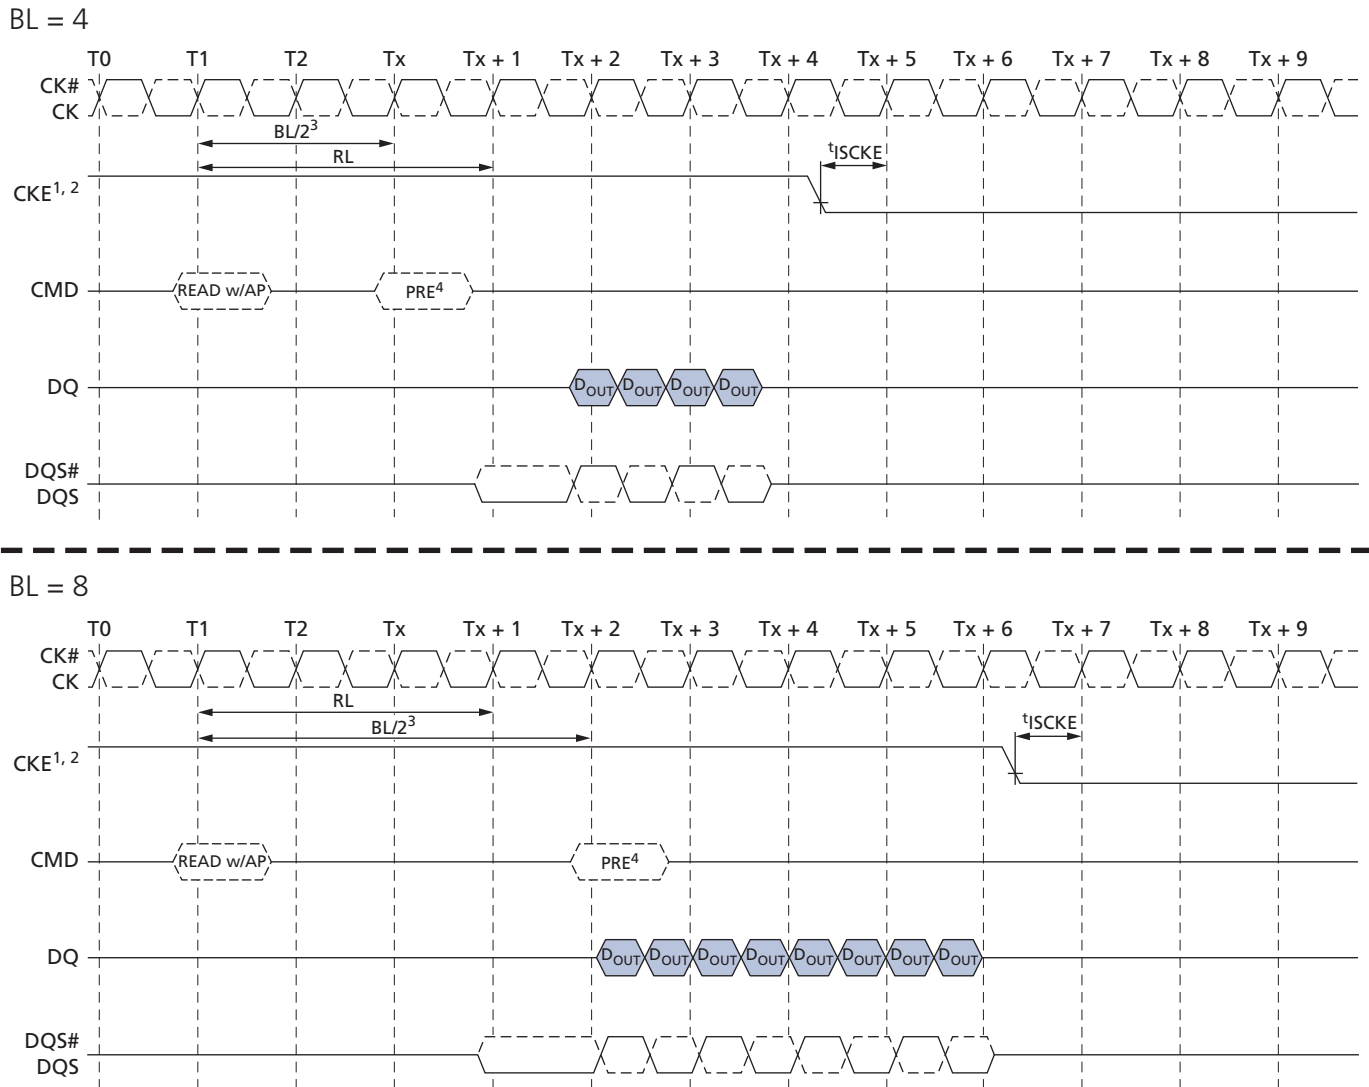 BL = 4
T0 T1 T2 Tx Tx + 1 Tx + 2 Tx + 3 Tx + 4 Tx + 5 Tx + 6 Tx + 7 Tx + 8 Tx + 9
CK#
CK
BL/2³
RL
tISCKE
CKE1, 2
CMD READ w/AP PRE⁴
DQ DOUT DOUT DOUT DOUT
DQS#
DQS
BL = 8
T0 T1 T2 Tx Tx + 1 Tx + 2 Tx + 3 Tx + 4 Tx + 5 Tx + 6 Tx + 7 Tx + 8 Tx + 9
CK#
CK
RL
BL/2³
tISCKE
CKE1, 2
CMD READ w/AP PRE⁴
DQ DOUT DOUT DOUT DOUT DOUT DOUT DOUT DOUT
DQS#
DQS